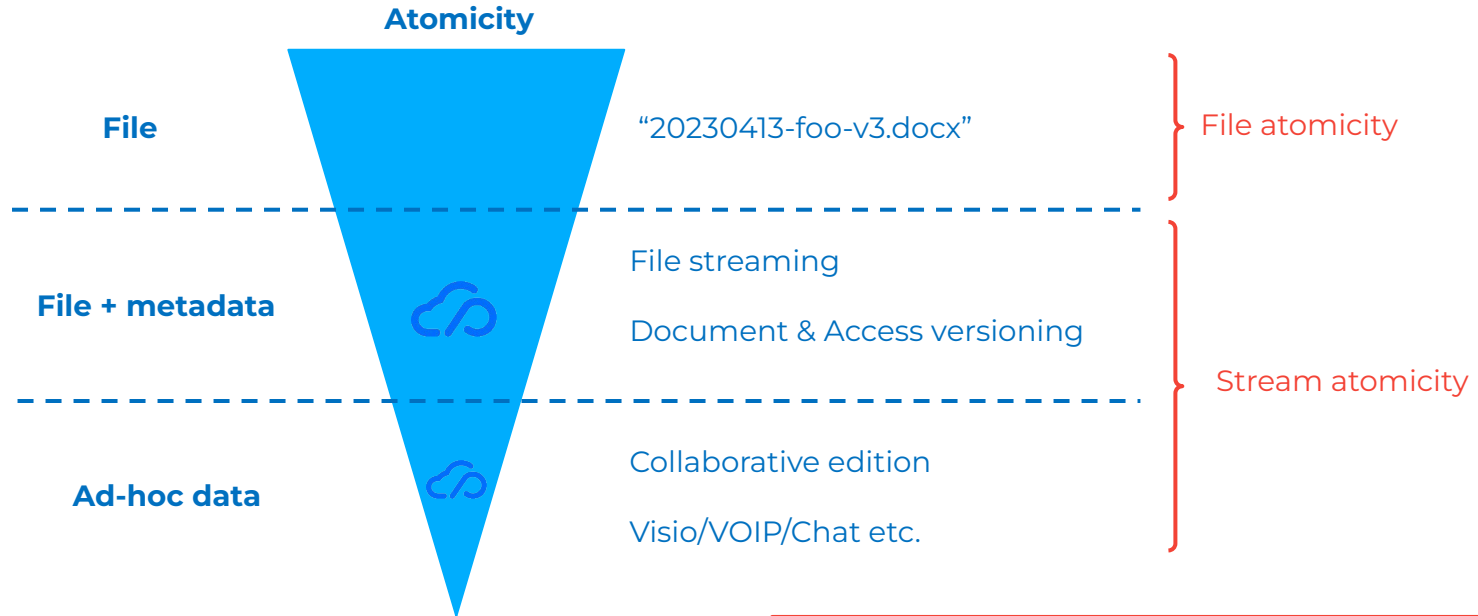 Atomicity
File
“20230413-foo-v3.docx”
File atomicity
File + metadata
File streaming
Document & Access versioning
Stream atomicity
Ad-hoc data
Collaborative edition
Visio/VOIP/Chat etc.